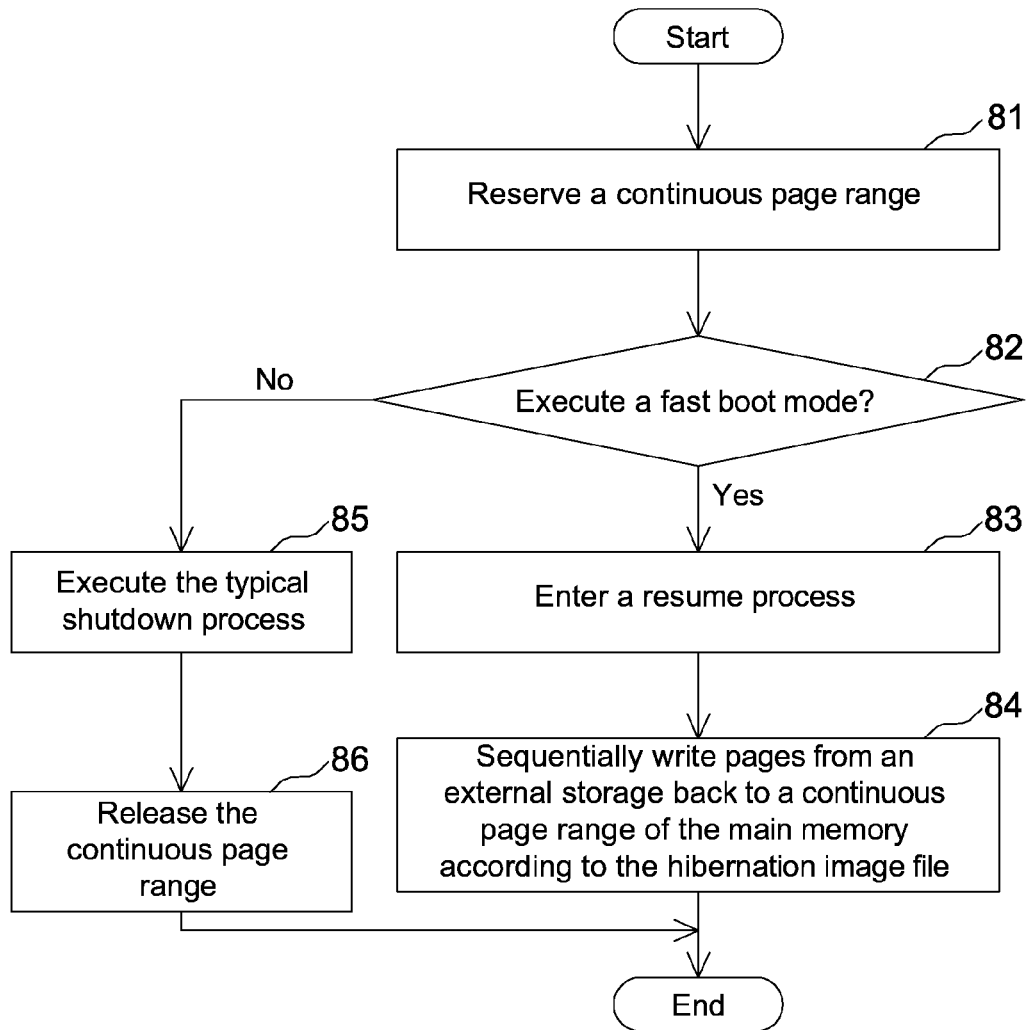 Start
81
Reserve a continuous page range
82
Execute a fast boot mode?
No
Yes
85
Execute the typical
shutdown process
83
Enter a resume process
86
Release the
continuous page
range
84
Sequentially write pages from an
external storage back to a continuous
page range of the main memory
according to the hibernation image file
End